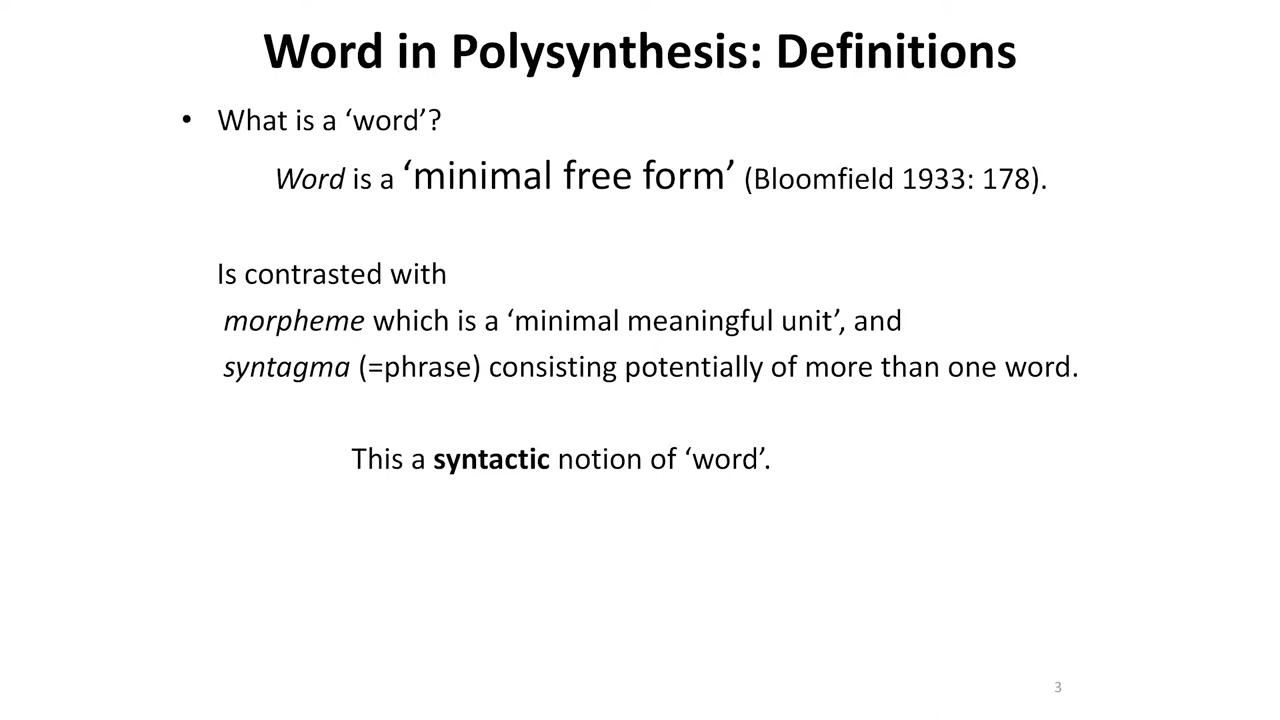 Word in Polysynthesis: Definitions
• What is a ‘word’?
Word is a ‘minimal free form’ (Bloomfield 1933: 178).
Is contrasted with
morpheme which is a ‘minimal meaningful unit’, and
syntagma (=phrase) consisting potentially of more than one word.
This a syntactic notion of ‘word’.
3